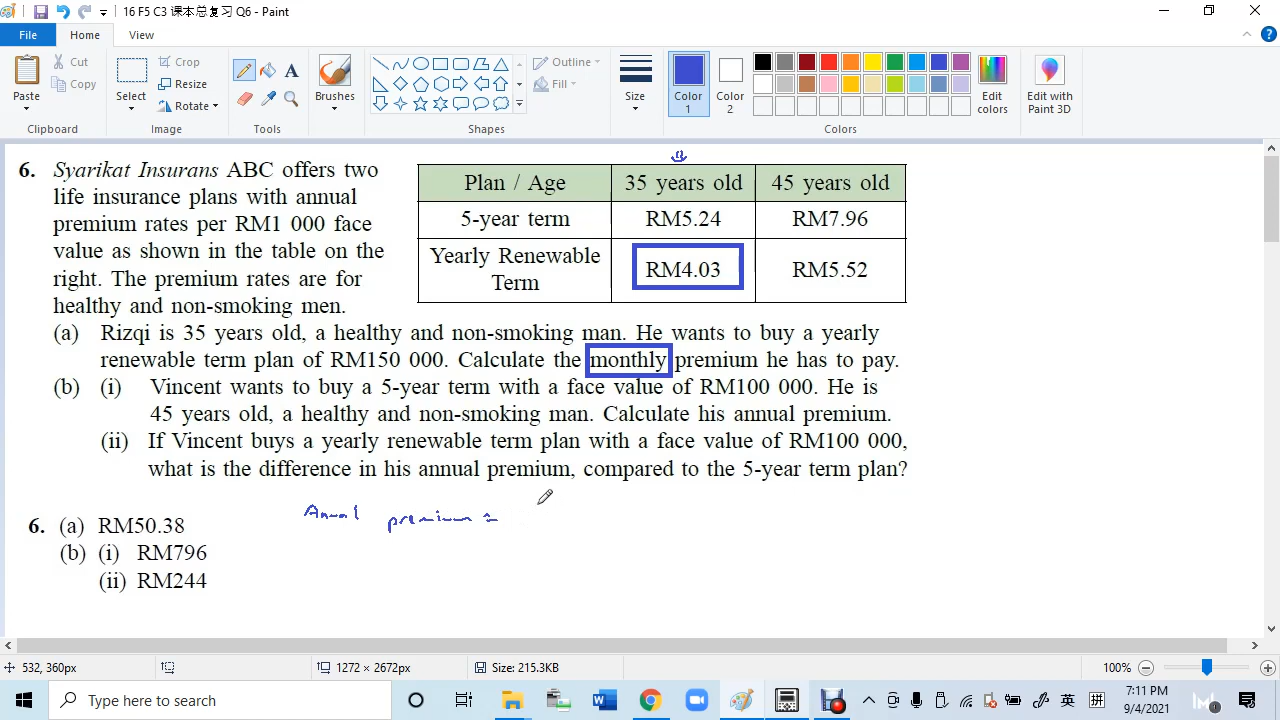 16 F5 C3 课本总复习 Q6 - Paint
File Home View
Paste Cut Copy Clipboard
Select Crop Resize Rotate Image
A Tools
Brushes
Shapes Outline Fill
Size
Color 1 Color 2 Edit colors Colors
Edit with Paint 3D
6. Syarikat Insurans ABC offers two
life insurance plans with annual
premium rates per RM1 000 face
value as shown in the table on the
right. The premium rates are for
healthy and non-smoking men.
Plan / Age 35 years old 45 years old
5-year term RM5.24 RM7.96
Yearly Renewable Term RM4.03 RM5.52
(a) Rizqi is 35 years old, a healthy and non-smoking man. He wants to buy a yearly
renewable term plan of RM150 000. Calculate the monthly premium he has to pay.
(b) (i) Vincent wants to buy a 5-year term with a face value of RM100 000. He is
45 years old, a healthy and non-smoking man. Calculate his annual premium.
(ii) If Vincent buys a yearly renewable term plan with a face value of RM100 000,
what is the difference in his annual premium, compared to the 5-year term plan?
Anual premium =
6. (a) RM50.38
(b) (i) RM796
(ii) RM244
532, 360px 1272 × 2672px Size: 215.3KB 100%
Type here to search 英 拼 7:11 PM
9/4/2021